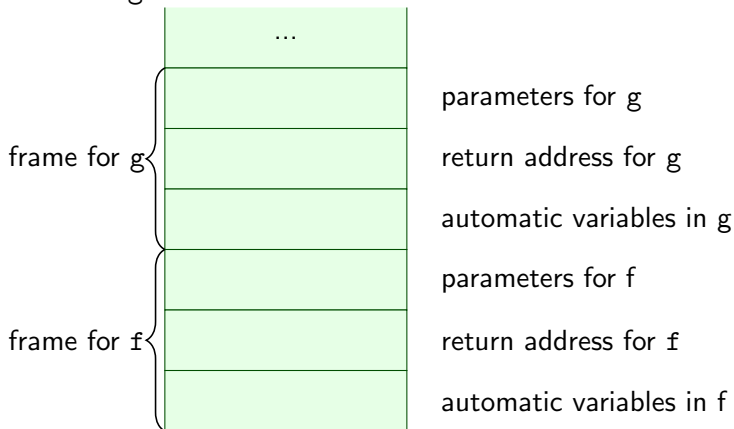 ...
parameters for g
frame for g
return address for g
automatic variables in g
parameters for f
frame for f
return address for f
automatic variables in f